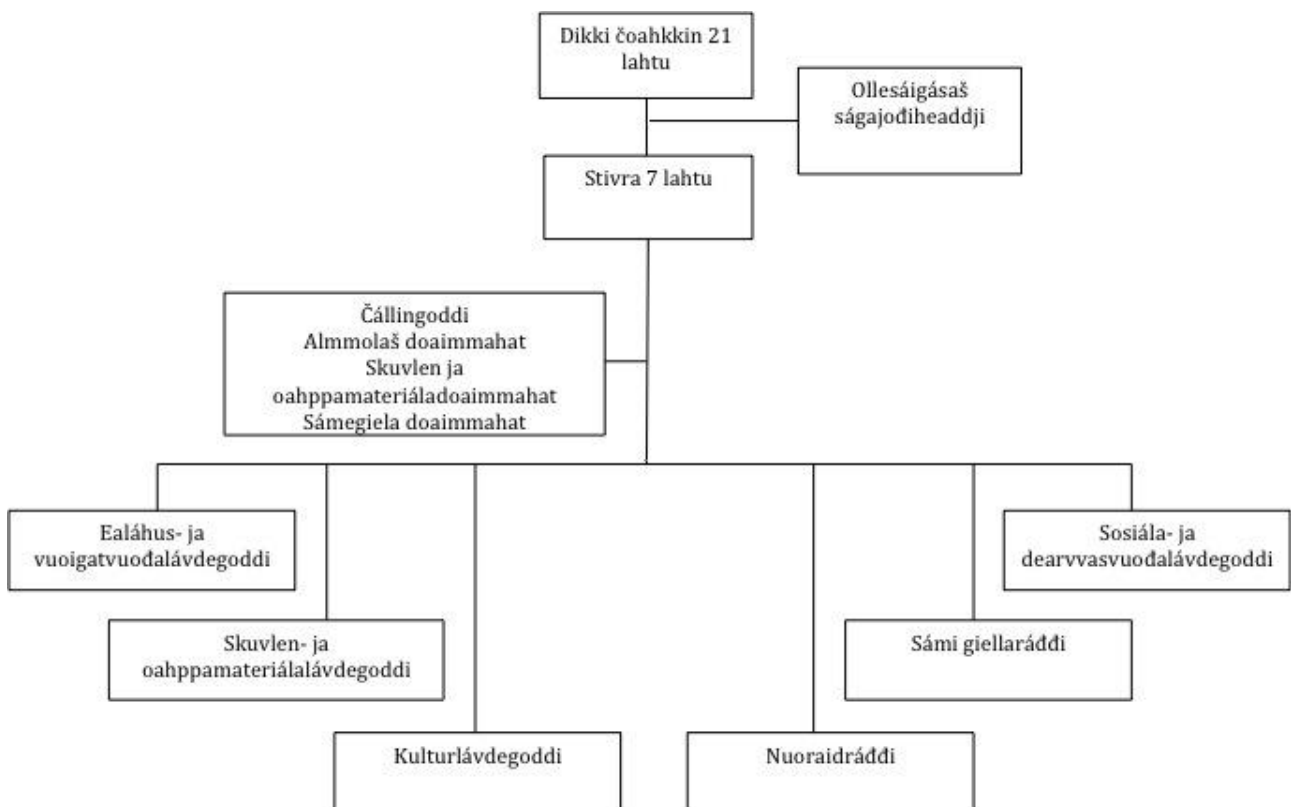 Dikki čoahkkin 21
lahtu
Ollesáigásaš
ságajođiheaddji
Stivra 7 lahtu
Čállingoddi
Almmolaš doaimmahat
Skuvlen ja
oahppamateriáladoaimmahat
Sámegiela doaimmahat
Ealáhus- ja
vuoigatvuođalávdegoddi
Sosiála- ja
dearvvasvuođalávdegoddi
Skuvlen- ja
oahppamateriálalávdegoddi
Sámi giellaráđđi
Kulturlávdegoddi
Nuoraidráđđi